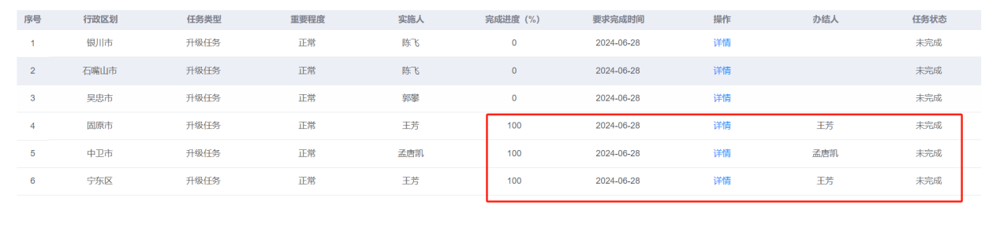 序号 行政区划 任务类型 重要程度 实施人 完成进度（%） 要求完成时间 操作 办结人 任务状态
1 银川市 升级任务 正常 陈飞 0 2024-06-28 详情 未完成
2 石嘴山市 升级任务 正常 陈飞 0 2024-06-28 详情 未完成
3 吴忠市 升级任务 正常 郭攀 0 2024-06-28 详情 未完成
4 固原市 升级任务 正常 王芳 100 2024-06-28 详情 王芳 未完成
5 中卫市 升级任务 正常 孟唐凯 100 2024-06-28 详情 孟唐凯 未完成
6 宁东区 升级任务 正常 王芳 100 2024-06-28 详情 王芳 未完成